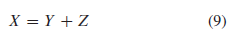 X = Y + Z (9)